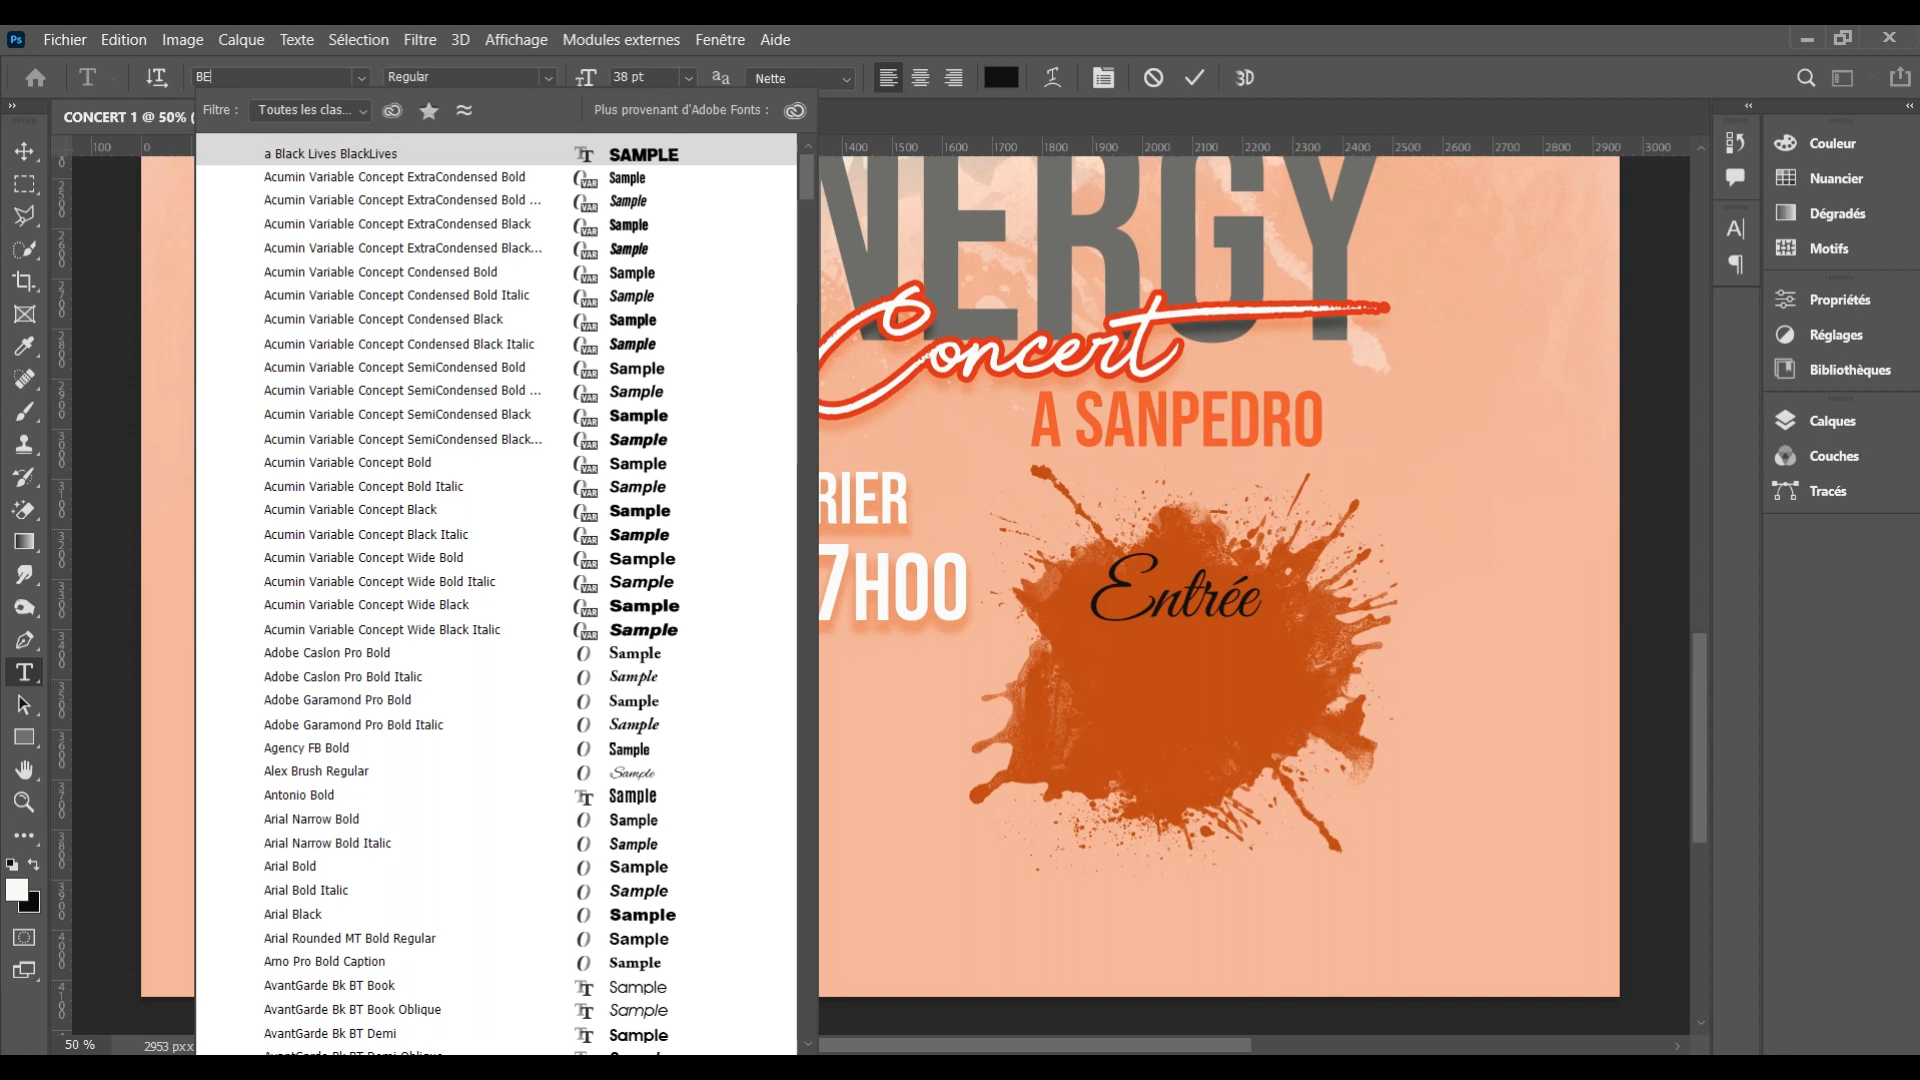 Ps Fichier Edition Image Calque Texte Sélection Filtre 3D Affichage Modules externes Fenêtre Aide
BE Regular 38 pt Nette 3D
Filtre : Toutes les clas... Plus provenant d'Adobe Fonts :
CONCERT 1 @ 50% (
100 0 1400 1500 1600 1700 1800 1900 2000 2100 2200 2300 2400 2500 2600 2700 2800 2900 3000
a Black Lives BlackLives SAMPLE
Acumin Variable Concept ExtraCondensed Bold Sample
Acumin Variable Concept ExtraCondensed Bold ... Sample
Acumin Variable Concept ExtraCondensed Black Sample
Acumin Variable Concept ExtraCondensed Black... Sample
Acumin Variable Concept Condensed Bold Sample
Acumin Variable Concept Condensed Bold Italic Sample
Acumin Variable Concept Condensed Black Sample
Acumin Variable Concept Condensed Black Italic Sample
Acumin Variable Concept SemiCondensed Bold Sample
Acumin Variable Concept SemiCondensed Bold ... Sample
Acumin Variable Concept SemiCondensed Black Sample
Acumin Variable Concept SemiCondensed Black... Sample
Acumin Variable Concept Bold Sample
Acumin Variable Concept Bold Italic Sample
Acumin Variable Concept Black Sample
Acumin Variable Concept Black Italic Sample
Acumin Variable Concept Wide Bold Sample
Acumin Variable Concept Wide Bold Italic Sample
Acumin Variable Concept Wide Black Sample
Acumin Variable Concept Wide Black Italic Sample
Adobe Caslon Pro Bold Sample
Adobe Caslon Pro Bold Italic Sample
Adobe Garamond Pro Bold Sample
Adobe Garamond Pro Bold Italic Sample
Agency FB Bold Sample
Alex Brush Regular Sample
Antonio Bold Sample
Arial Narrow Bold Sample
Arial Narrow Bold Italic Sample
Arial Bold Sample
Arial Bold Italic Sample
Arial Black Sample
Arial Rounded MT Bold Regular Sample
Arno Pro Bold Caption Sample
AvantGarde Bk BT Book Sample
AvantGarde Bk BT Book Oblique Sample
AvantGarde Bk BT Demi Sample
NERGY
Concert
A SANPEDRO
RIER
7H00
Entrée
Couleur
Nuancier
Dégradés
Motifs
Propriétés
Réglages
Bibliothèques
Calques
Couches
Tracés
50 % 2953 pxx